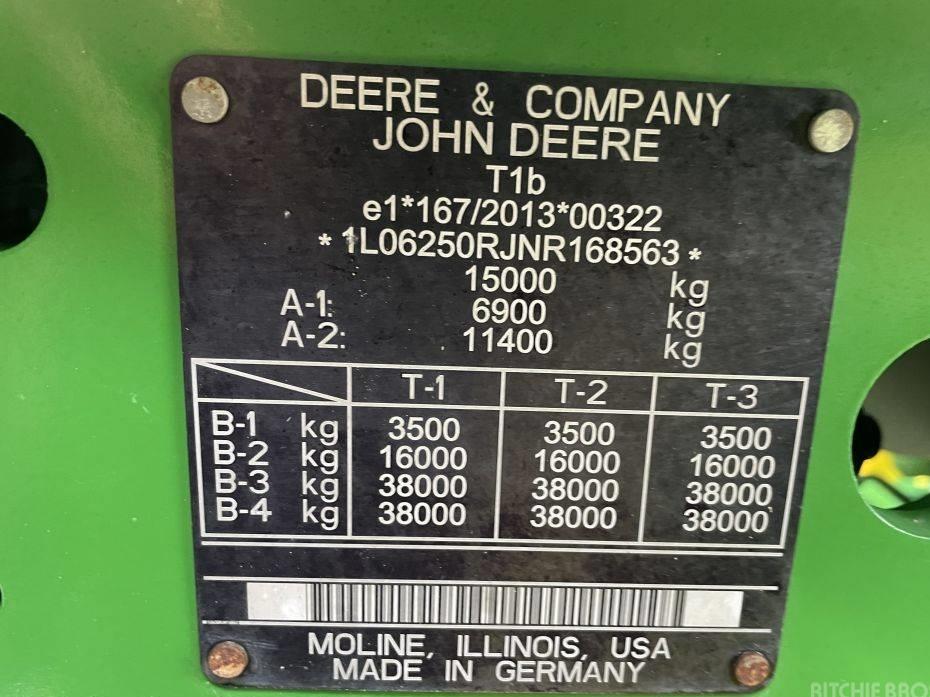 DEERE & COMPANY
JOHN DEERE
T1b
e1*167/2013*00322
*1L06250RJNR168563*
15000 kg
A-1: 6900 kg
A-2: 11400 kg
T-1 T-2 T-3
B-1 kg 3500 3500 3500
B-2 kg 16000 16000 16000
B-3 kg 38000 38000 38000
B-4 kg 38000 38000 38000
MOLINE, ILLINOIS, USA
MADE IN GERMANY
RITCHIE BRO